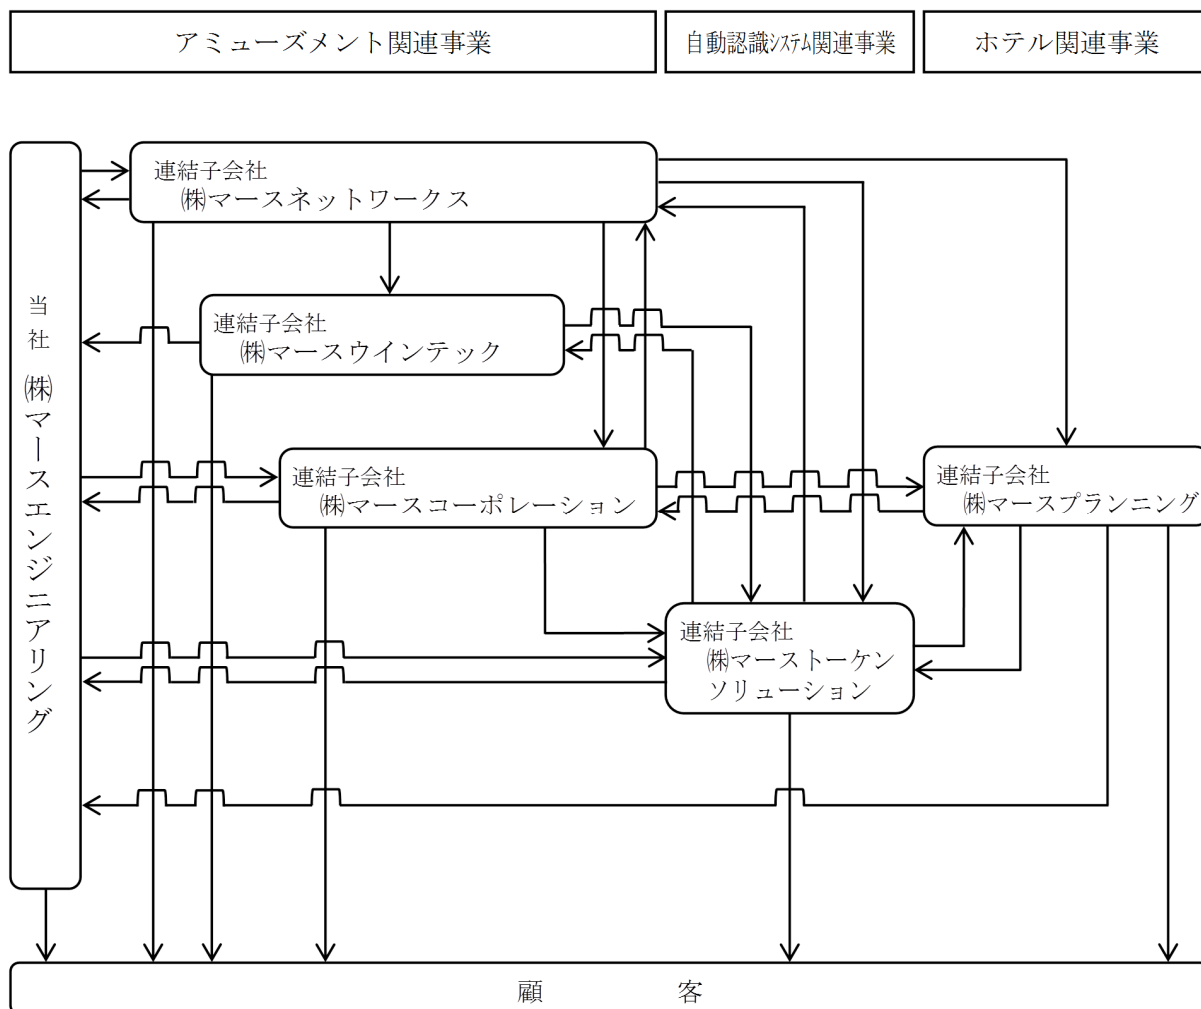 アミューズメント関連事業
自動認識システム関連事業
ホテル関連事業
当社 ㈱マースエンジニアリング
連結子会社
㈱マースネットワークス
連結子会社
㈱マースウインテック
連結子会社
㈱マースコーポレーション
連結子会社
㈱マースプランニング
連結子会社
㈱マーストーケン
ソリューション
顧客